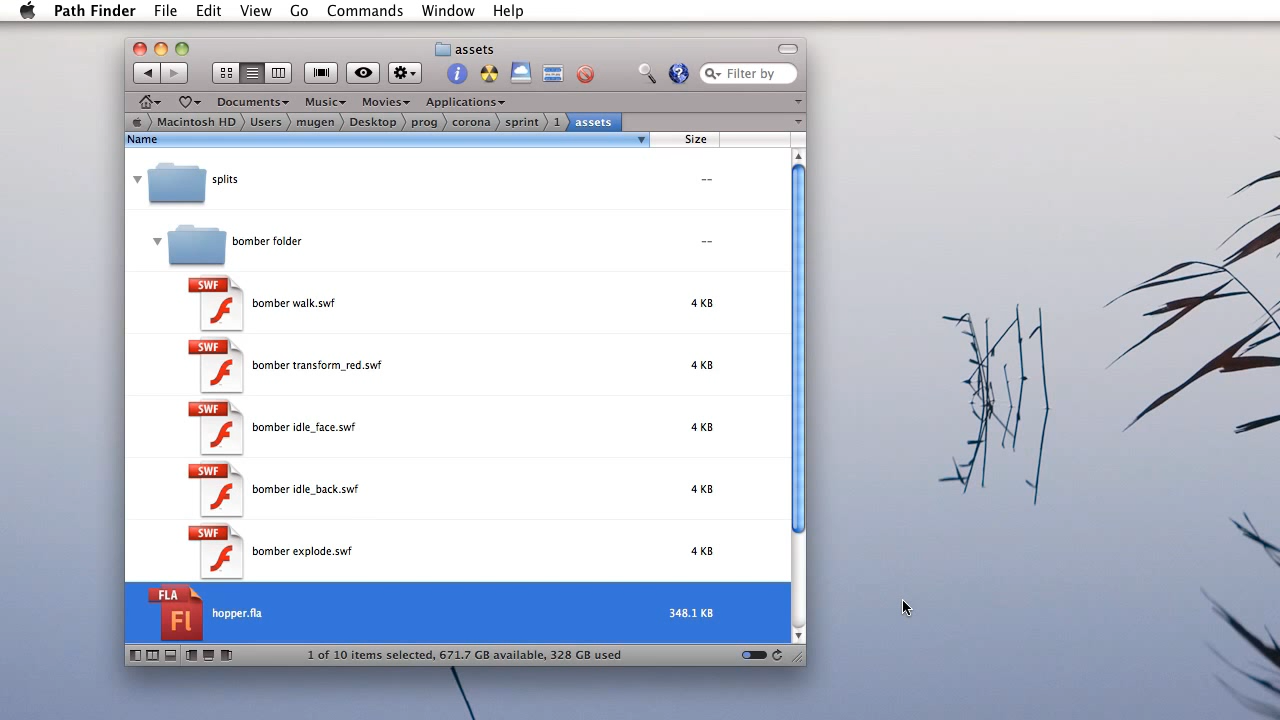 Path Finder File Edit View Go Commands Window Help
assets
Filter by
Documents Music Movies Applications
Macintosh HD Users mugen Desktop prog corona sprint 1 assets
Name Size
splits --
bomber folder --
SWF bomber walk.swf 4 KB
SWF bomber transform_red.swf 4 KB
SWF bomber idle_face.swf 4 KB
SWF bomber idle_back.swf 4 KB
SWF bomber explode.swf 4 KB
FLA Fl hopper.fla 348.1 KB
1 of 10 items selected, 671.7 GB available, 328 GB used